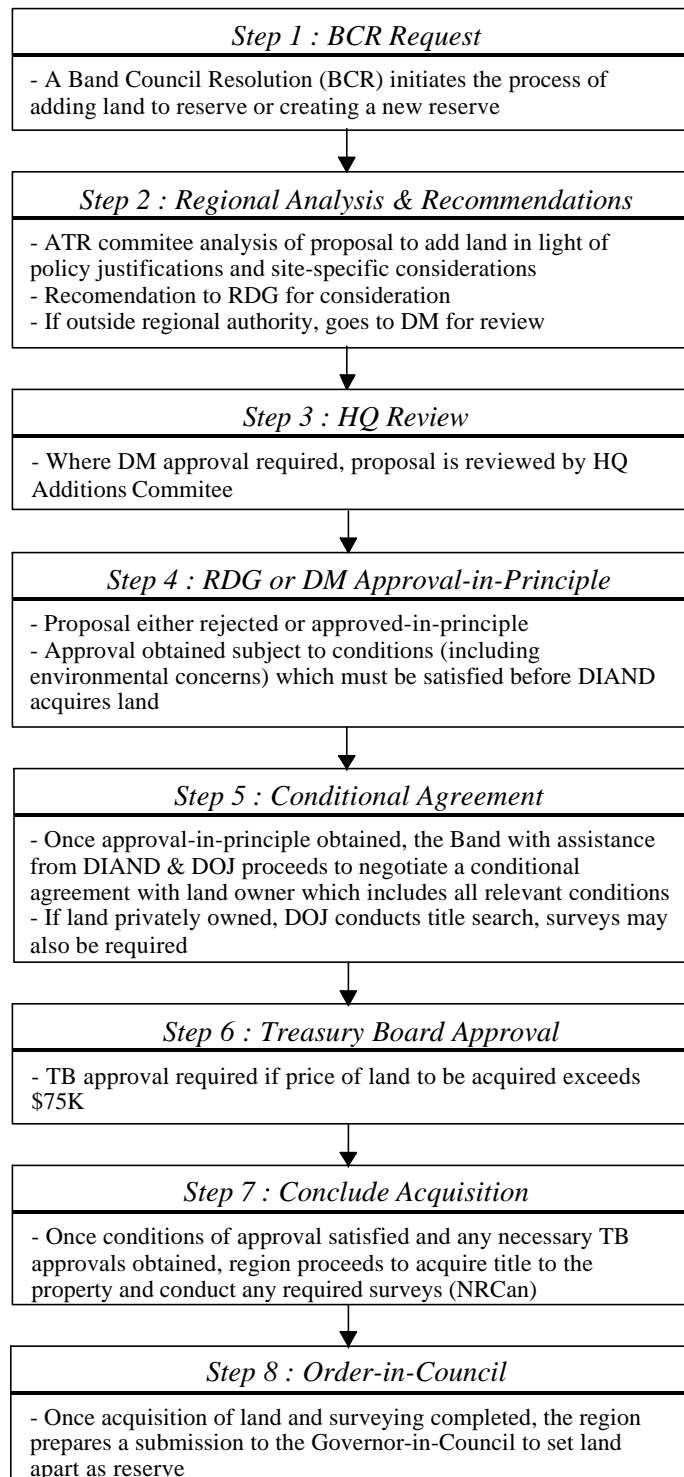 Step 1 : BCR Request
- A Band Council Resolution (BCR) initiates the process of
adding land to reserve or creating a new reserve
Step 2 : Regional Analysis & Recommendations
- ATR commitee analysis of proposal to add land in light of
policy justifications and site-specific considerations
- Recomendation to RDG for consideration
- If outside regional authority, goes to DM for review
Step 3 : HQ Review
- Where DM approval required, proposal is reviewed by HQ
Additions Commitee
Step 4 : RDG or DM Approval-in-Principle
- Proposal either rejected or approved-in-principle
- Approval obtained subject to conditions (including
environmental concerns) which must be satisfied before DIAND
acquires land
Step 5 : Conditional Agreement
- Once approval-in-principle obtained, the Band with assistance
from DIAND & DOJ proceeds to negotiate a conditional
agreement with land owner which includes all relevant conditions
- If land privately owned, DOJ conducts title search, surveys may
also be required
Step 6 : Treasury Board Approval
- TB approval required if price of land to be acquired exceeds
$75K
Step 7 : Conclude Acquisition
- Once conditions of approval satisfied and any necessary TB
approvals obtained, region proceeds to acquire title to the
property and conduct any required surveys (NRCan)
Step 8 : Order-in-Council
- Once acquisition of land and surveying completed, the region
prepares a submission to the Governor-in-Council to set land
apart as reserve